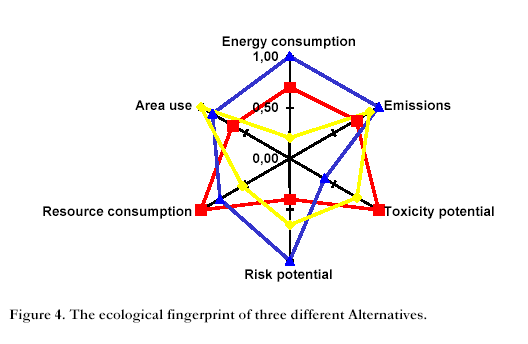 Energy consumption
1,00
Area use
0,50
Emissions
0,00
Resource consumption
Toxicity potential
Risk potential
Figure 4. The ecological fingerprint of three different Alternatives.